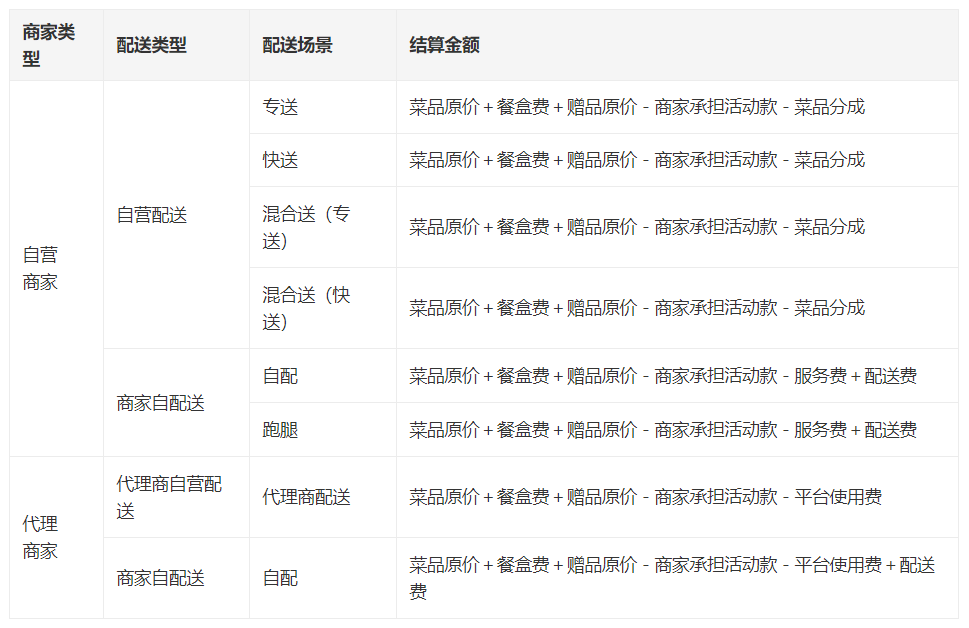 商家类
型
配送类型
配送场景
结算金额
自营
商家
自营配送
专送
菜品原价 + 餐盒费 + 赠品原价 - 商家承担活动款 - 菜品分成
快送
菜品原价 + 餐盒费 + 赠品原价 - 商家承担活动款 - 菜品分成
混合送（专
送）
菜品原价 + 餐盒费 + 赠品原价 - 商家承担活动款 - 菜品分成
混合送（快
送）
菜品原价 + 餐盒费 + 赠品原价 - 商家承担活动款 - 菜品分成
商家自配送
自配
菜品原价 + 餐盒费 + 赠品原价 - 商家承担活动款 - 服务费 + 配送费
跑腿
菜品原价 + 餐盒费 + 赠品原价 - 商家承担活动款 - 服务费 + 配送费
代理
商家
代理商自营配
送
代理商配送
菜品原价 + 餐盒费 + 赠品原价 - 商家承担活动款 - 平台使用费
商家自配送
自配
菜品原价 + 餐盒费 + 赠品原价 - 商家承担活动款 - 平台使用费 + 配送
费